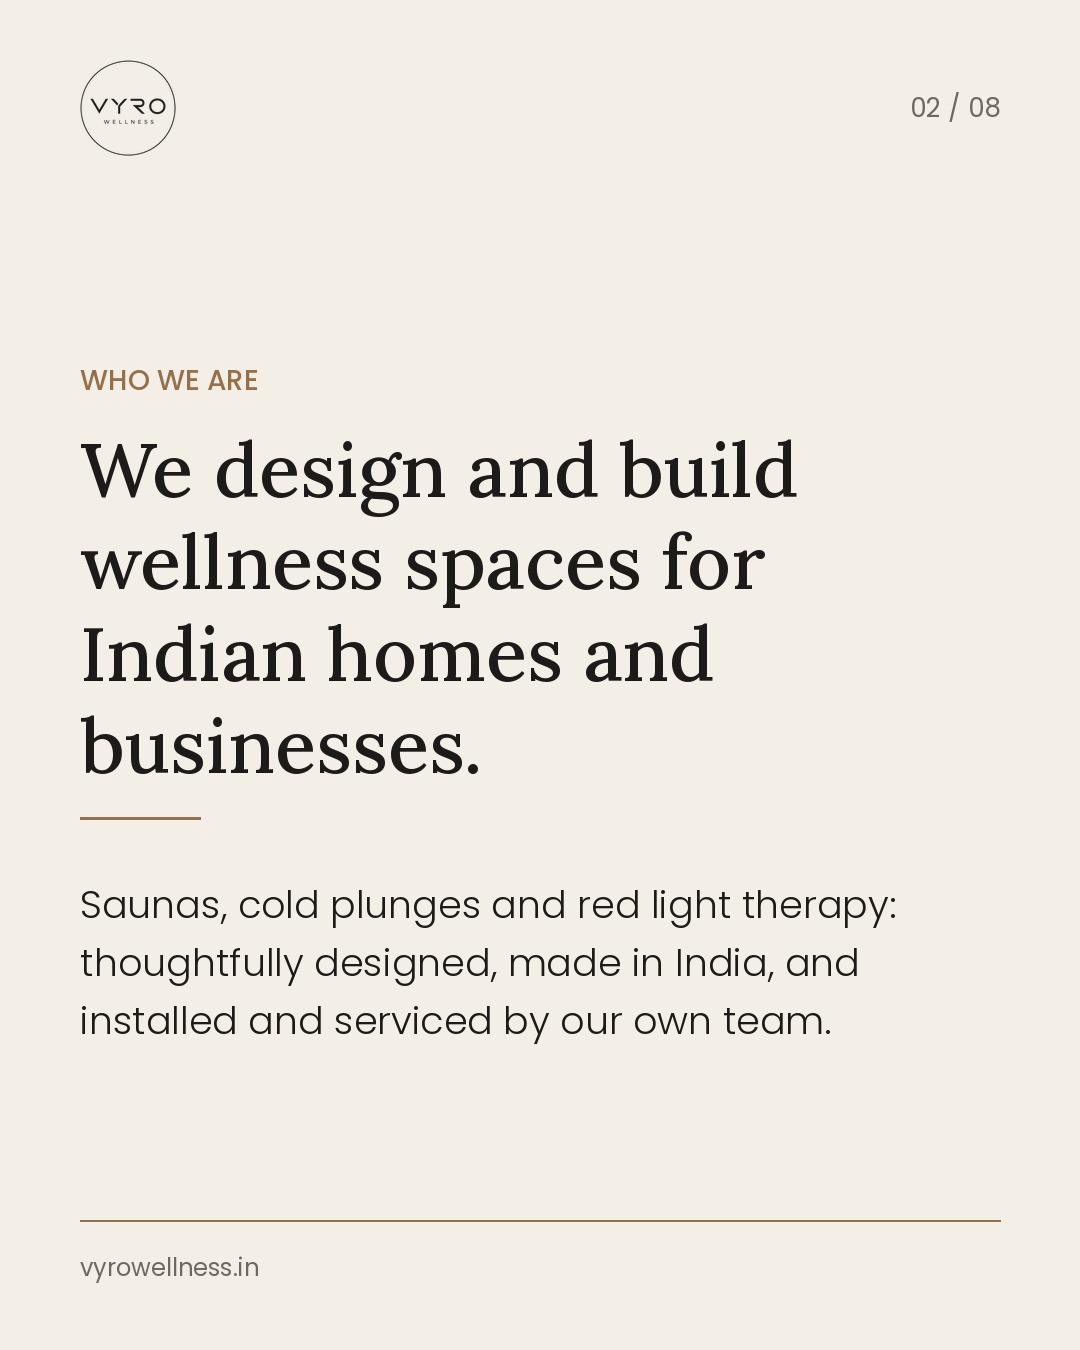 VYRO
WELLNESS
02 / 08
WHO WE ARE
We design and build
wellness spaces for
Indian homes and
businesses.
Saunas, cold plunges and red light therapy:
thoughtfully designed, made in India, and
installed and serviced by our own team.
vyrowellness.in